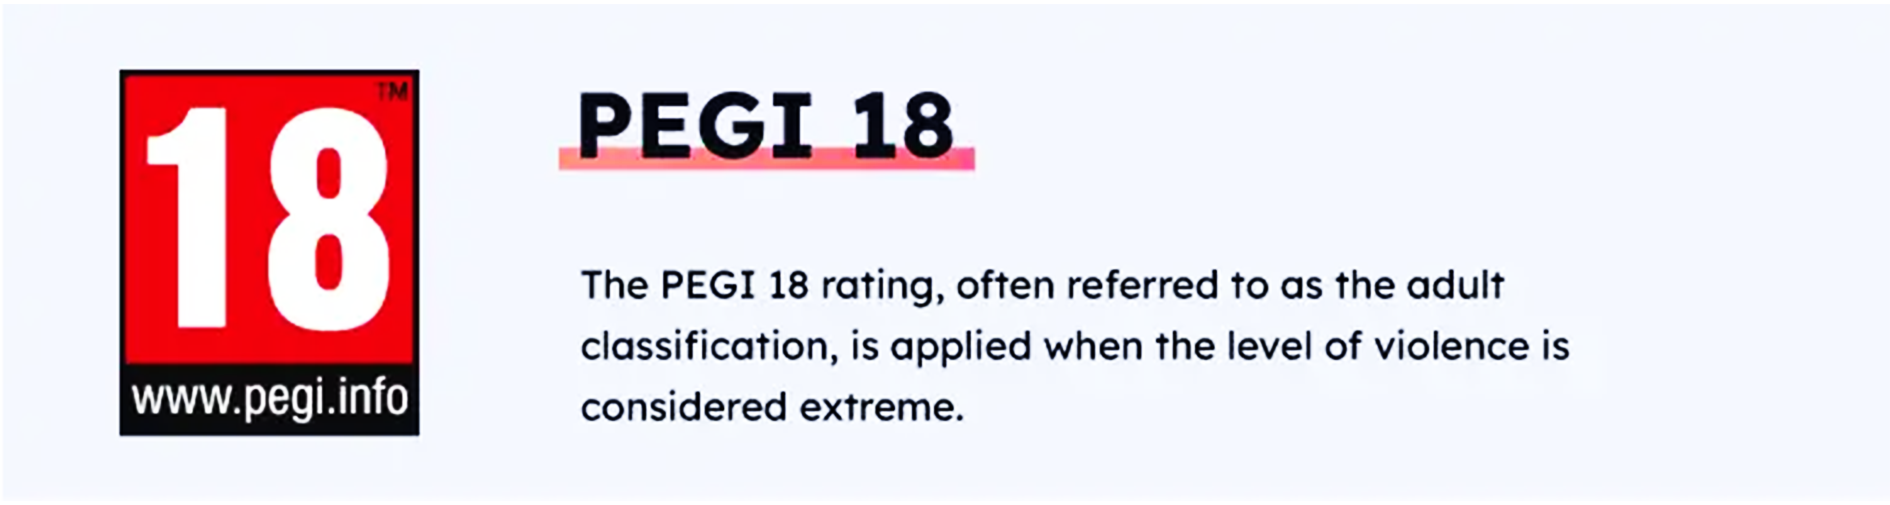 18
TM
www.pegi.info
PEGI 18
The PEGI 18 rating, often referred to as the adult
classification, is applied when the level of violence is
considered extreme.